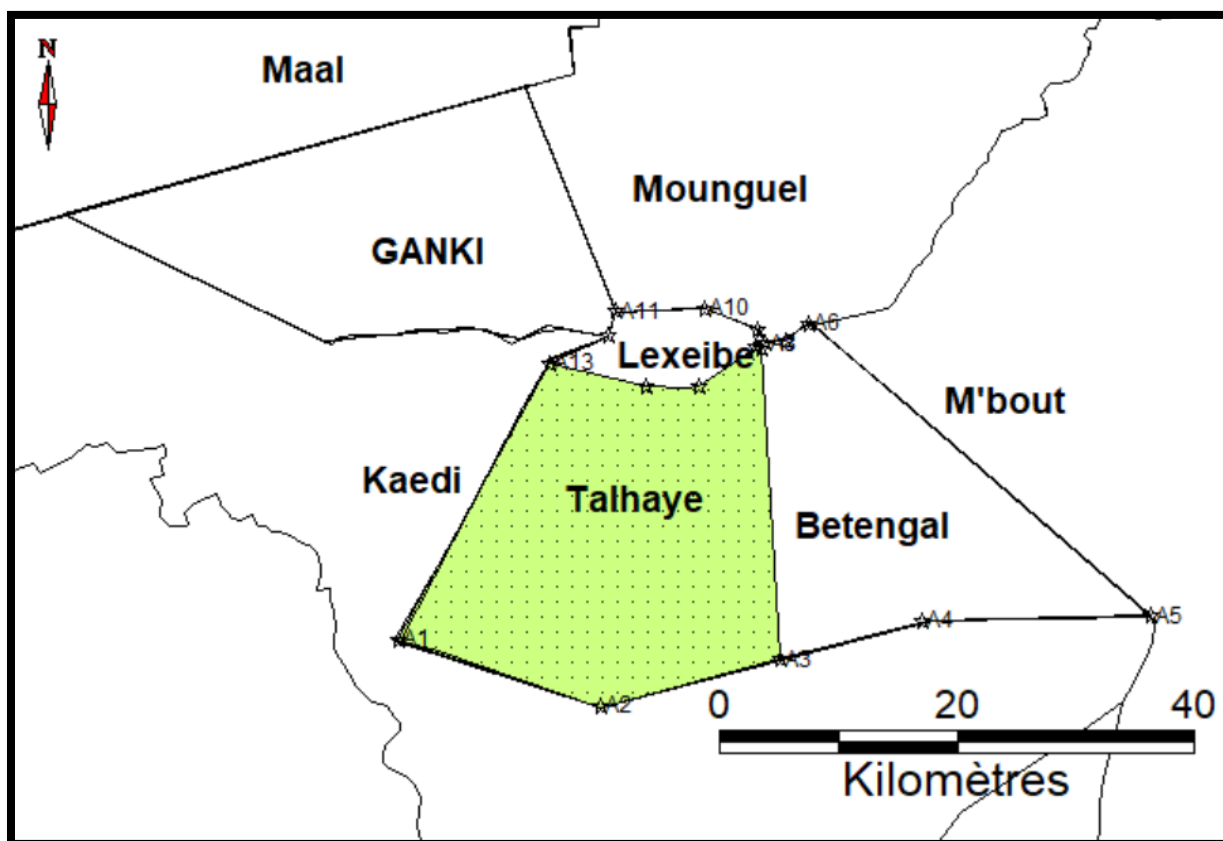 N
Maal
Mounguel
GANKI
A11
A10
A6
Lexeibe
A13
M'bout
Kaedi
Talhaye
Betengal
A1
A2
A3
A4
A5
0 20 40
Kilomètres